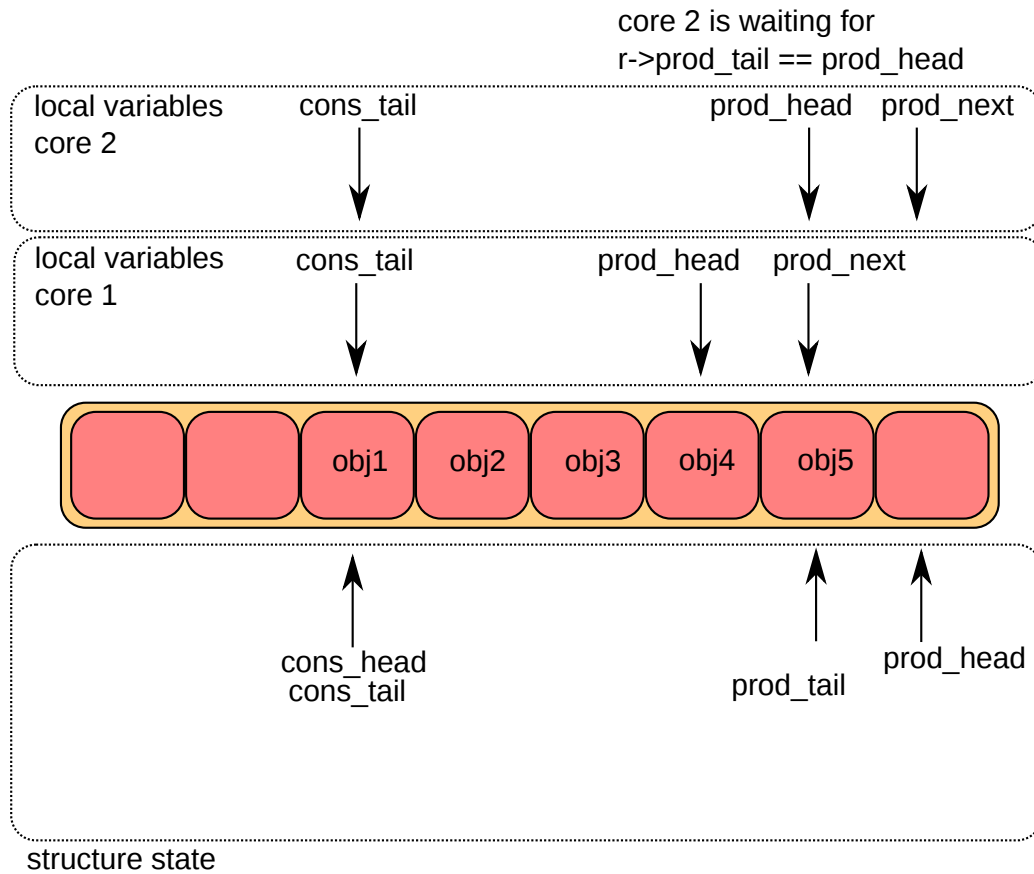 core 2 is waiting for
r->prod_tail == prod_head
local variables
core 2
cons_tail
prod_head
prod_next
local variables
core 1
cons_tail
prod_head
prod_next
obj1
obj2
obj3
obj4
obj5
cons_head
cons_tail
prod_tail
prod_head
structure state